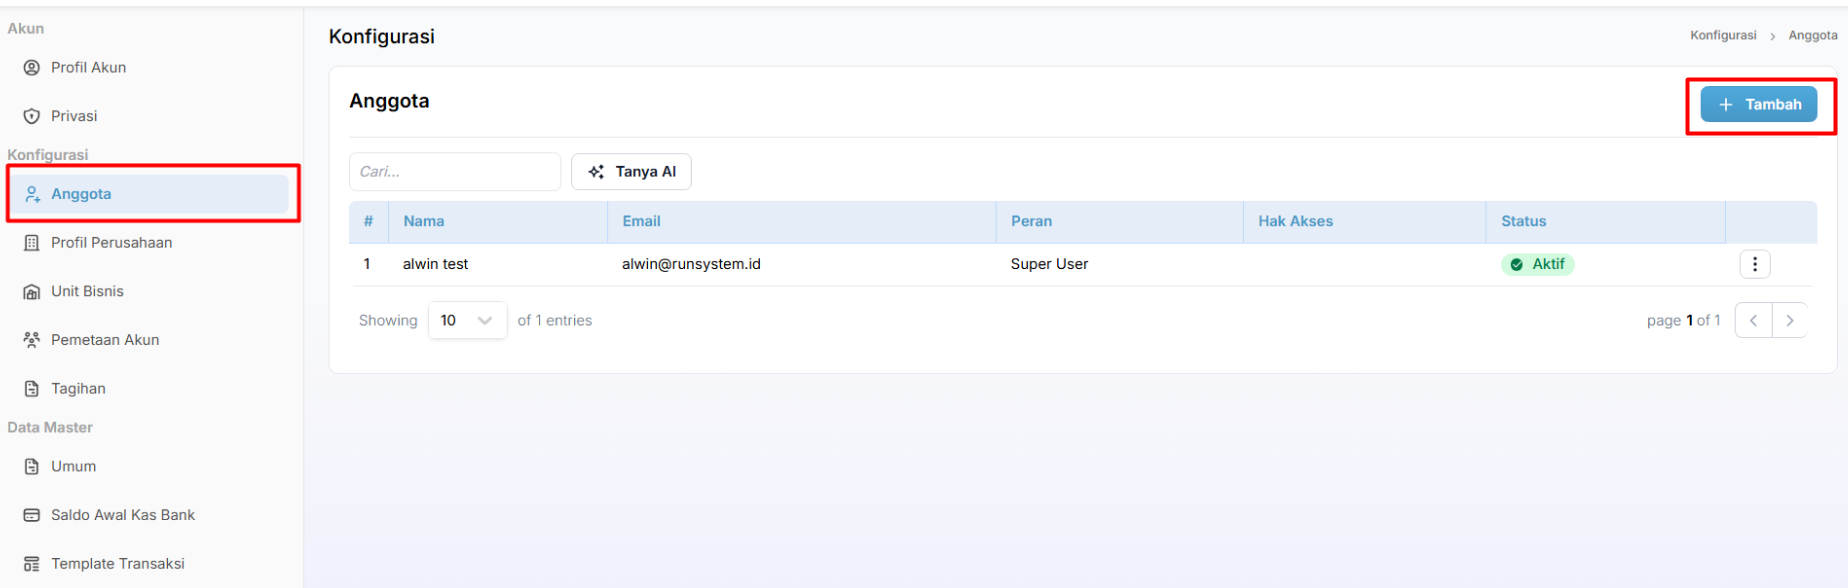 Akun
Profil Akun
Privasi
Konfigurasi
Anggota
Profil Perusahaan
Unit Bisnis
Pemetaan Akun
Tagihan
Data Master
Umum
Saldo Awal Kas Bank
Template Transaksi
Konfigurasi
Konfigurasi > Anggota
Anggota
+ Tambah
Cari...
Tanya AI
# Nama Email Peran Hak Akses Status
1 alwin test alwin@runsystem.id Super User Aktif
Showing 10 of 1 entries
page 1 of 1